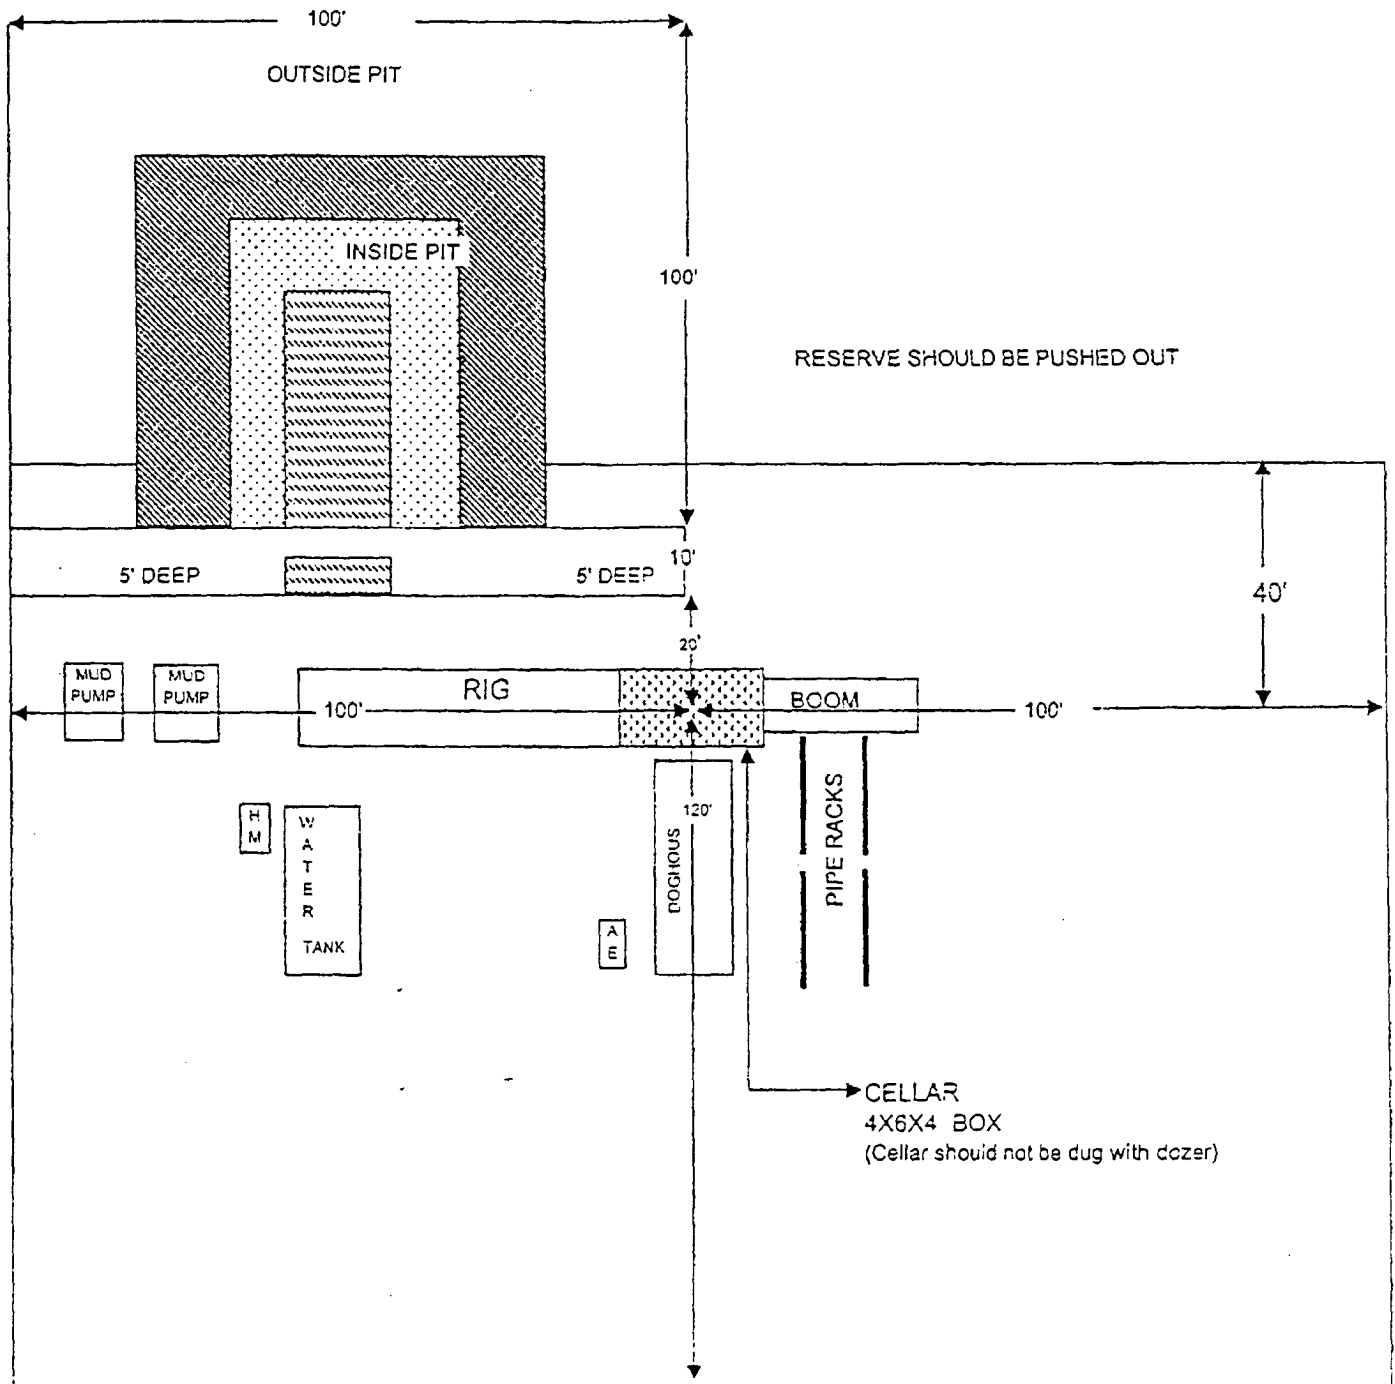 100'
OUTSIDE PIT
INSIDE PIT
100'
RESERVE SHOULD BE PUSHED OUT
10'
5' DEEP
5' DEEP
40'
20'
MUD
PUMP
MUD
PUMP
RIG
BOOM
100'
100'
H
M
W
A
T
E
R
TANK
120'
DOGHOUS
A
E
PIPE RACKS
CELLAR
4X6X4 BOX
(Cellar should not be dug with dozer)